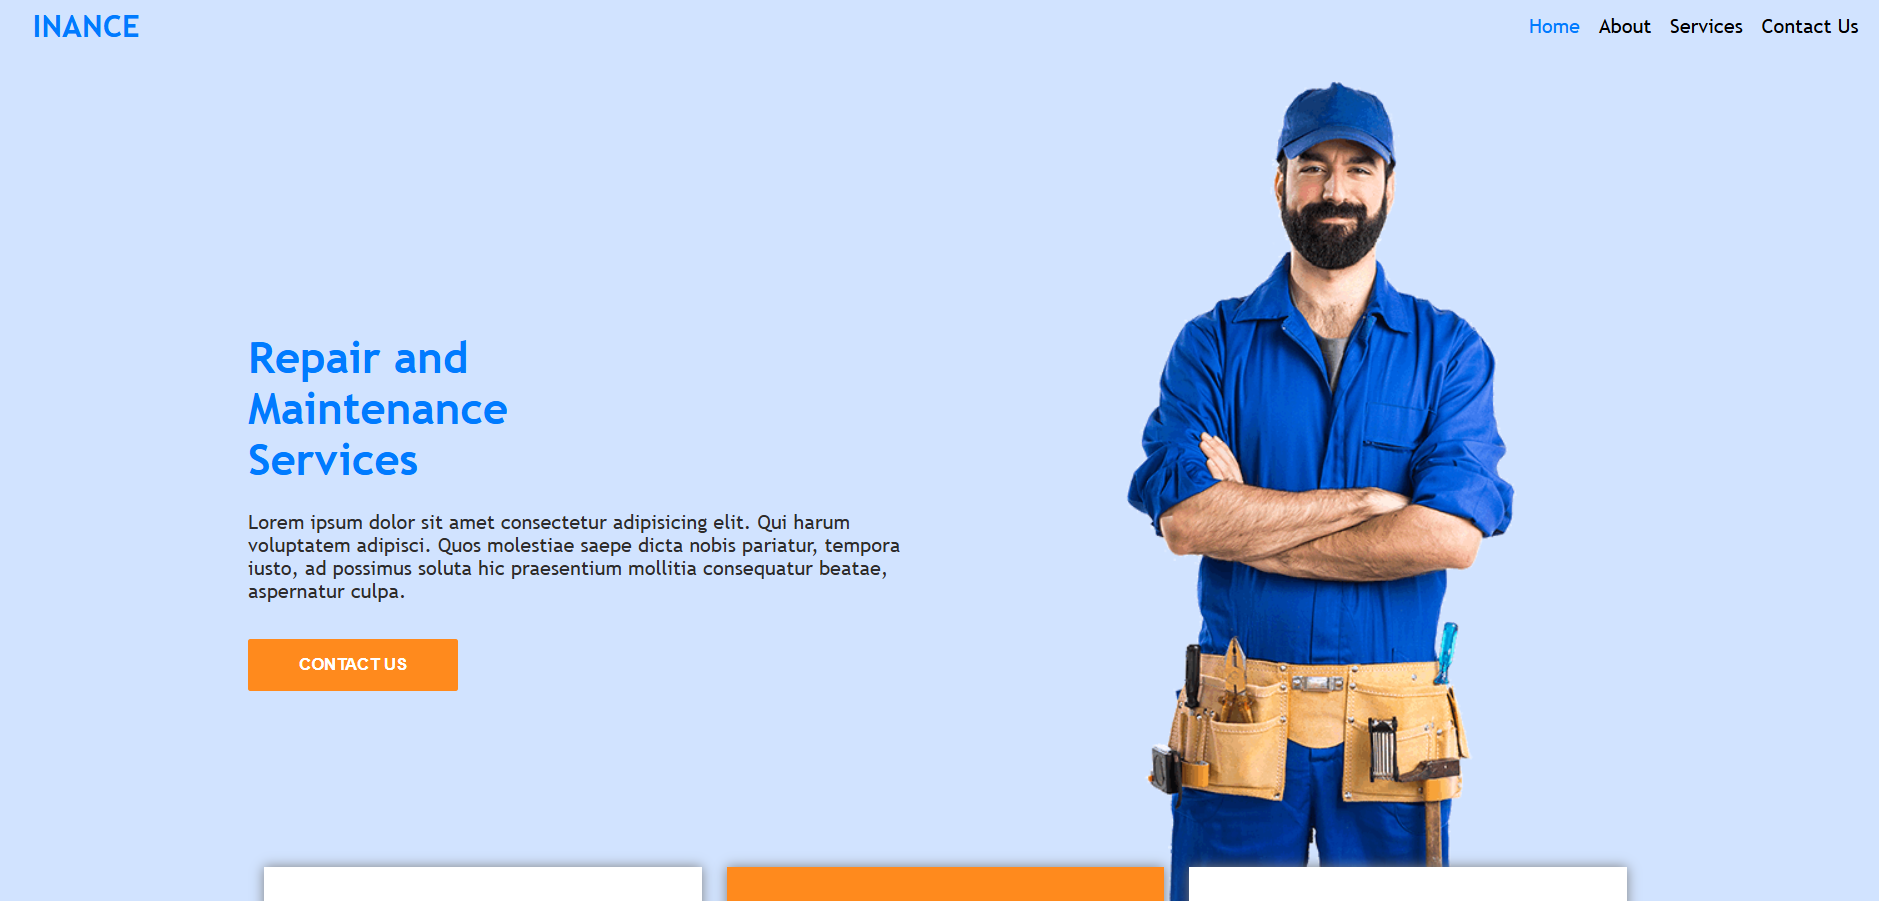 INANCE
Home About Services Contact Us
Repair and
Maintenance
Services
Lorem ipsum dolor sit amet consectetur adipisicing elit. Qui harum
voluptatem adipisci. Quos molestiae saepe dicta nobis pariatur, tempora
iusto, ad possimus soluta hic praesentium mollitia consequatur beatae,
aspernatur culpa.
CONTACT US